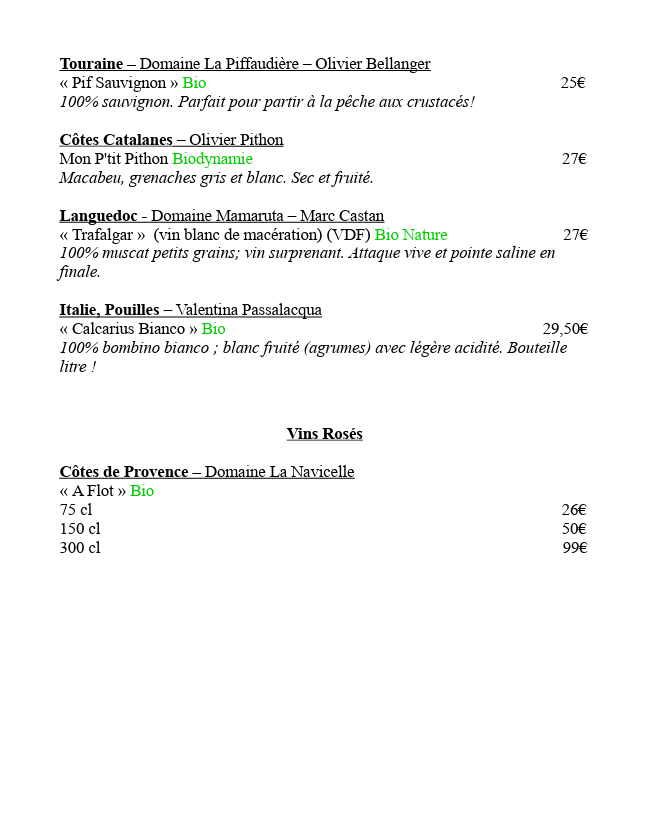 Touraine – Domaine La Piffaudière – Olivier Bellanger
« Pif Sauvignon » Bio 25€
100% sauvignon. Parfait pour partir à la pêche aux crustacés!
Côtes Catalanes – Olivier Pithon
Mon P'tit Pithon Biodynamie 27€
Macabeu, grenaches gris et blanc. Sec et fruité.
Languedoc - Domaine Mamaruta – Marc Castan
« Trafalgar » (vin blanc de macération) (VDF) Bio Nature 27€
100% muscat petits grains; vin surprenant. Attaque vive et pointe saline en
finale.
Italie, Pouilles – Valentina Passalacqua
« Calcarius Bianco » Bio 29,50€
100% bombino bianco ; blanc fruité (agrumes) avec légère acidité. Bouteille
litre !
Vins Rosés
Côtes de Provence – Domaine La Navicelle
« A Flot » Bio
75 cl 26€
150 cl 50€
300 cl 99€